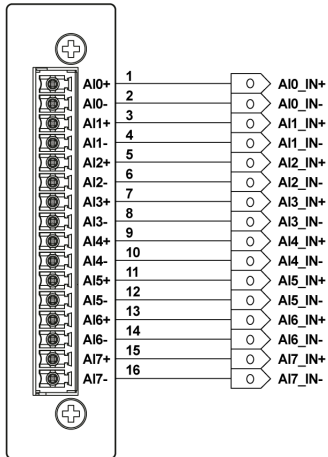 AI0+ 1 AI0_IN+
AI0- 2 AI0_IN-
AI1+ 3 AI1_IN+
AI1- 4 AI1_IN-
AI2+ 5 AI2_IN+
AI2- 6 AI2_IN-
AI3+ 7 AI3_IN+
AI3- 8 AI3_IN-
AI4+ 9 AI4_IN+
AI4- 10 AI4_IN-
AI5+ 11 AI5_IN+
AI5- 12 AI5_IN-
AI6+ 13 AI6_IN+
AI6- 14 AI6_IN-
AI7+ 15 AI7_IN+
AI7- 16 AI7_IN-